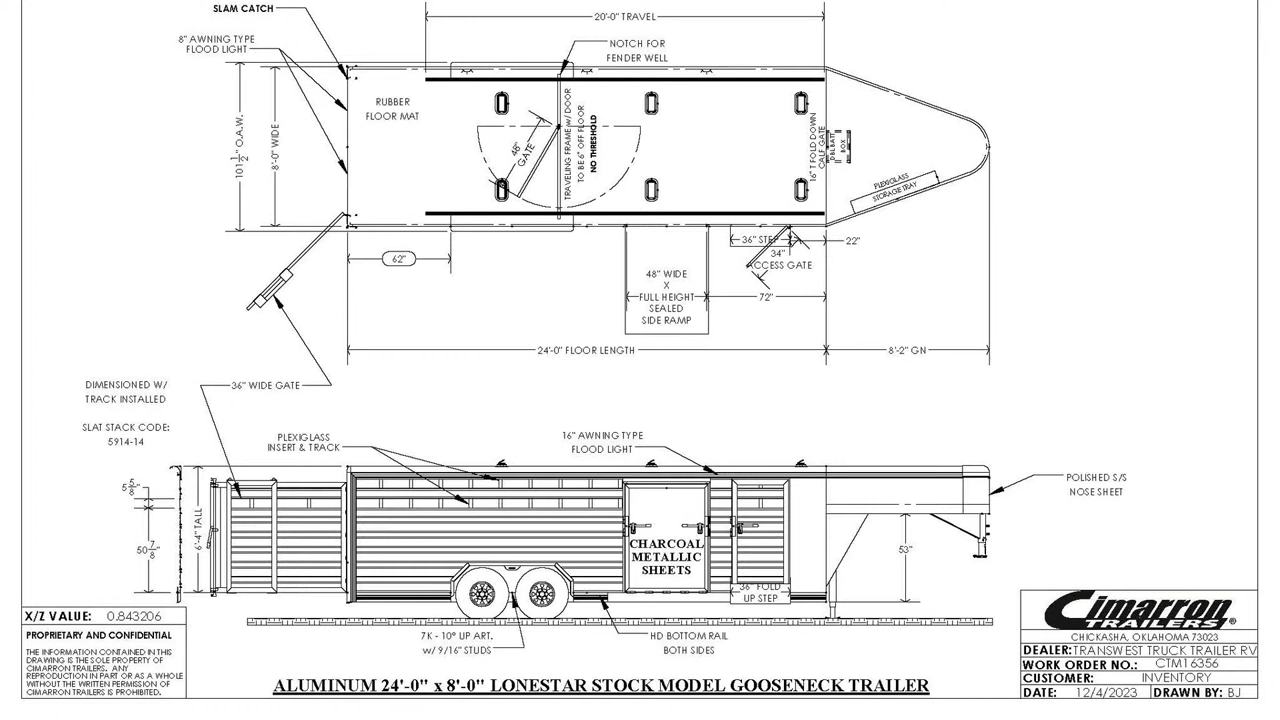 SLAM CATCH
20'-0" TRAVEL
8" AWNING TYPE
FLOOD LIGHT
NOTCH FOR
FENDER WELL
RUBBER
FLOOR MAT
101 1/2" O.A.W.
8'-0" WIDE
48"
GATE
TRAVELING FRAME w/ DOOR
TO BE 6" OFF FLOOR
NO THRESHOLD
16" T FOLD DOWN
CALF GATE
DBL BATT
BOX
PLEXIGLASS
STORAGE TRAY
36" STEP
22"
34"
ACCESS GATE
62"
48" WIDE
X
FULL HEIGHT
SEALED
SIDE RAMP
72"
24'-0" FLOOR LENGTH
8'-2" GN
DIMENSIONED W/
TRACK INSTALLED
36" WIDE GATE
SLAT STACK CODE:
5914-14
PLEXIGLASS
INSERT & TRACK
16" AWNING TYPE
FLOOD LIGHT
POLISHED S/S
NOSE SHEET
5 5/8"
6'-4" TALL
50 7/8"
CHARCOAL
METALLIC
SHEETS
53"
36" FOLD
UP STEP
7K - 10° UP ART.
w/ 9/16" STUDS
HD BOTTOM RAIL
BOTH SIDES
X/Z VALUE: 0.843206
PROPRIETARY AND CONFIDENTIAL
THE INFORMATION CONTAINED IN THIS
DRAWING IS THE SOLE PROPERTY OF
CIMARRON TRAILERS. ANY
REPRODUCTION IN PART OR AS A WHOLE
WITHOUT THE WRITTEN PERMISSION OF
CIMARRON TRAILERS IS PROHIBITED.
ALUMINUM 24'-0" x 8'-0" LONESTAR STOCK MODEL GOOSENECK TRAILER
Cimarron
TRAILERS ®
CHICKASHA, OKLAHOMA 73023
DEALER: TRANSWEST TRUCK TRAILER RV
WORK ORDER NO.: CTM16356
CUSTOMER: INVENTORY
DATE: 12/4/2023 DRAWN BY: BJ